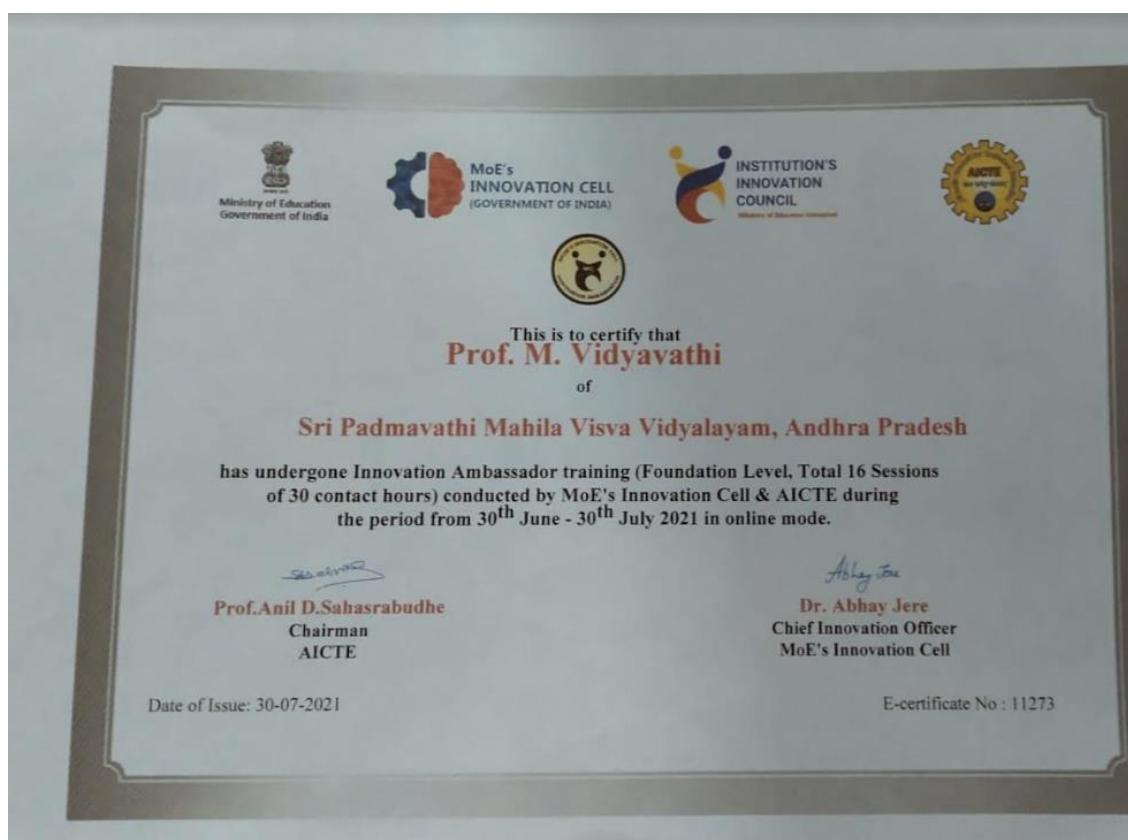 Ministry of Education
Government of India
MoE's
INNOVATION CELL
(GOVERNMENT OF INDIA)
INSTITUTION'S
INNOVATION
COUNCIL
AICTE
This is to certify that
Prof. M. Vidyavathi
of
Sri Padmavathi Mahila Visva Vidyalayam, Andhra Pradesh
has undergone Innovation Ambassador training (Foundation Level, Total 16 Sessions
of 30 contact hours) conducted by MoE's Innovation Cell & AICTE during
the period from 30th June - 30th July 2021 in online mode.
Abhay Jere
Prof.Anil D.Sahasrabudhe
Chairman
AICTE
Dr. Abhay Jere
Chief Innovation Officer
MoE's Innovation Cell
Date of Issue: 30-07-2021
E-certificate No : 11273